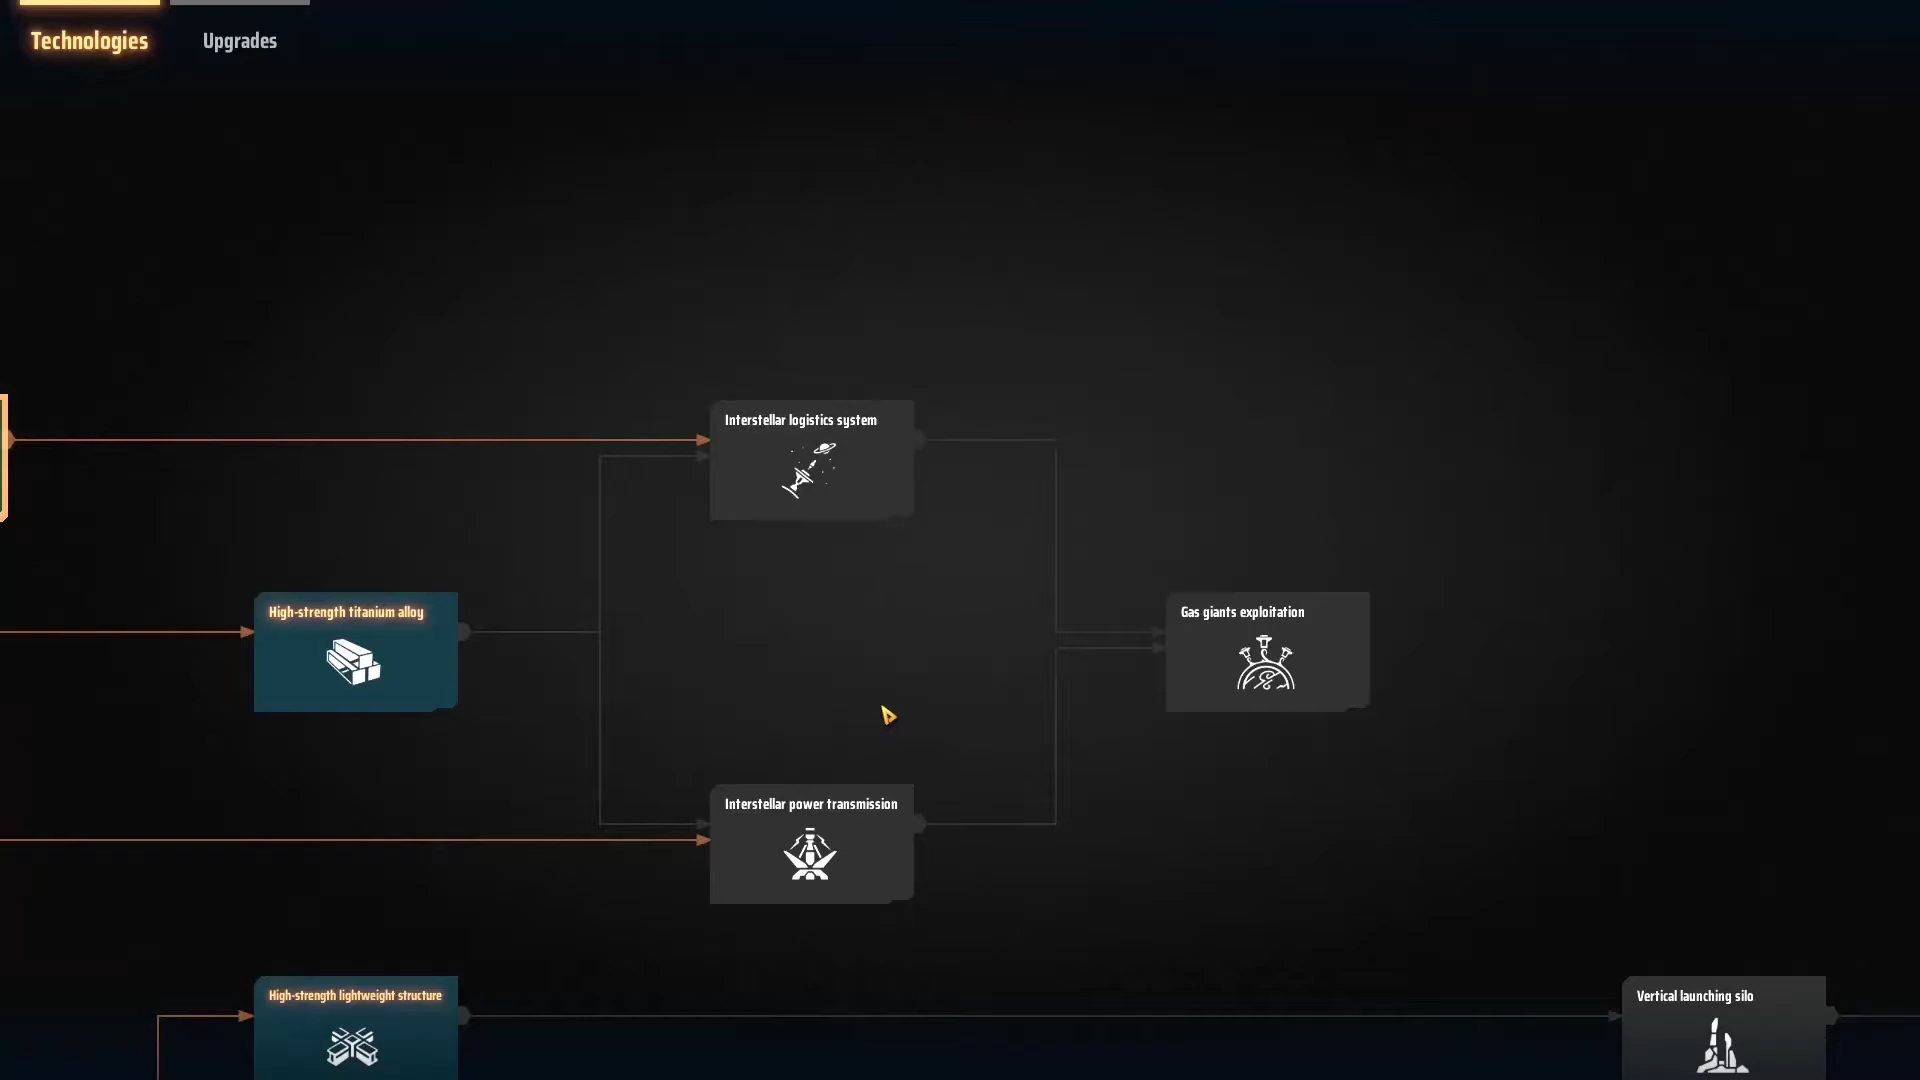 Technologies
Upgrades
Interstellar logistics system
High-strength titanium alloy
Gas giants exploitation
Interstellar power transmission
High-strength lightweight structure
Vertical launching silo